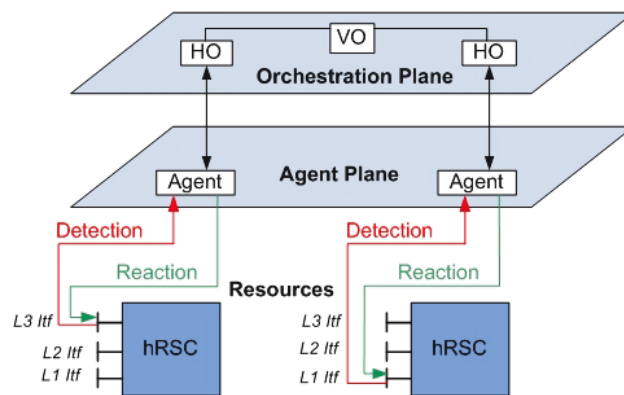 HO
VO
HO
Orchestration Plane
Agent
Agent Plane
Agent
Detection
Detection
Reaction
Reaction
Resources
L3 Itf
L2 Itf
L1 Itf
hRSC
L3 Itf
L2 Itf
L1 Itf
hRSC